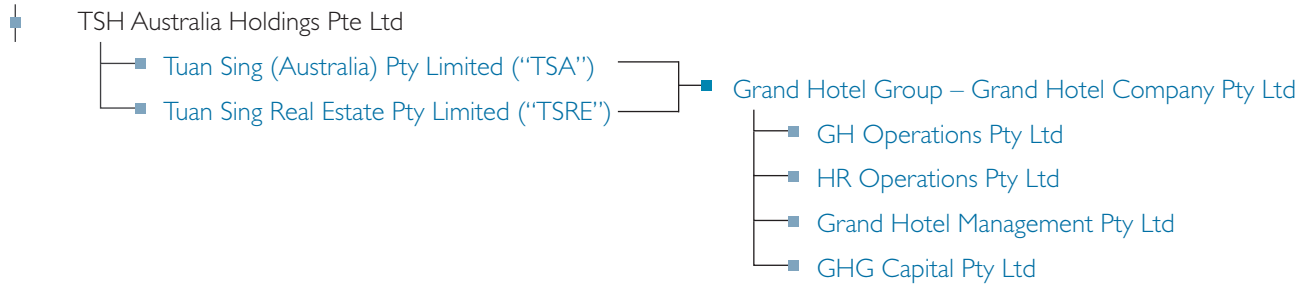 TSH Australia Holdings Pte Ltd
Tuan Sing (Australia) Pty Limited (“TSA”)
Tuan Sing Real Estate Pty Limited (“TSRE”)
Grand Hotel Group – Grand Hotel Company Pty Ltd
GH Operations Pty Ltd
HR Operations Pty Ltd
Grand Hotel Management Pty Ltd
GHG Capital Pty Ltd